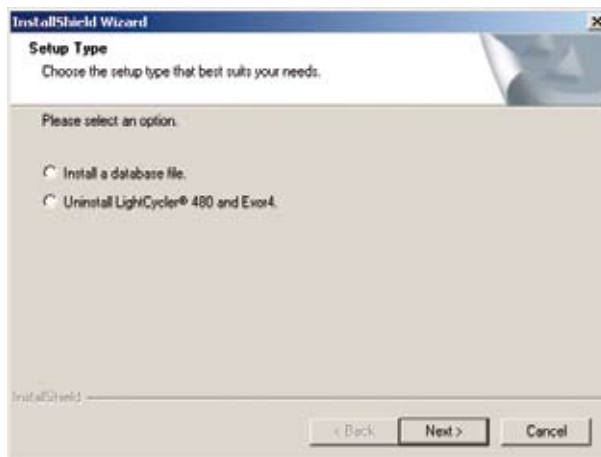 InstallShield Wizard
Setup Type
Choose the setup type that best suits your needs.
Please select an option.
Install a database file.
Uninstall LightCycler® 480 and Exor4.
InstallShield
< Back
Next >
Cancel